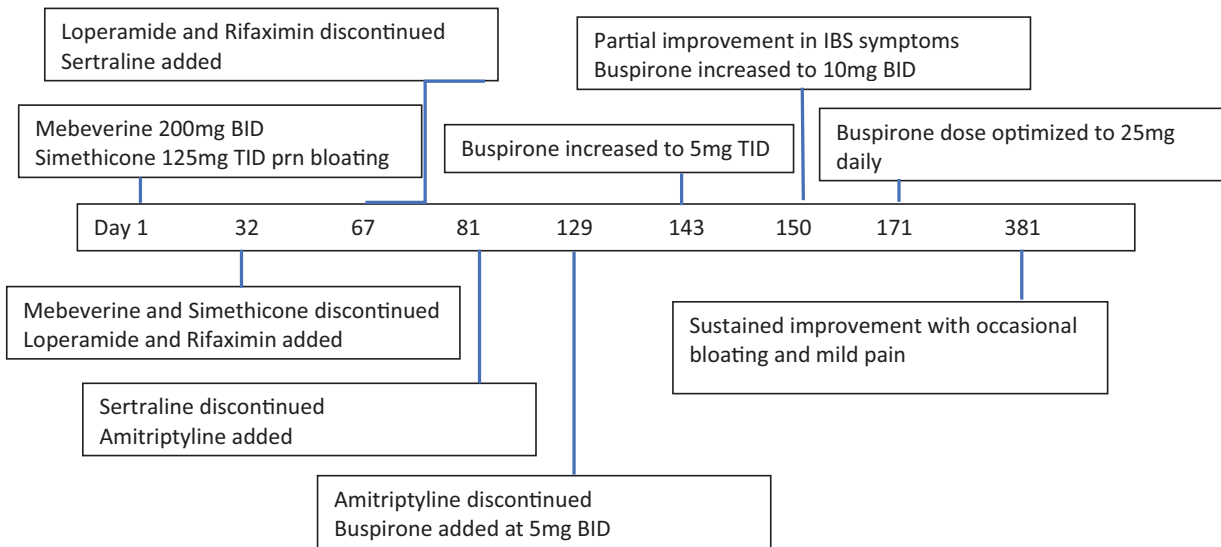 Loperamide and Rifaximin discontinued
Sertraline added
Partial improvement in IBS symptoms
Buspirone increased to 10mg BID
Mebeverine 200mg BID
Simethicone 125mg TID prn bloating
Buspirone increased to 5mg TID
Buspirone dose optimized to 25mg
daily
Day 1 32 67 81 129 143 150 171 381
Mebeverine and Simethicone discontinued
Loperamide and Rifaximin added
Sustained improvement with occasional
bloating and mild pain
Sertraline discontinued
Amitriptyline added
Amitriptyline discontinued
Buspirone added at 5mg BID